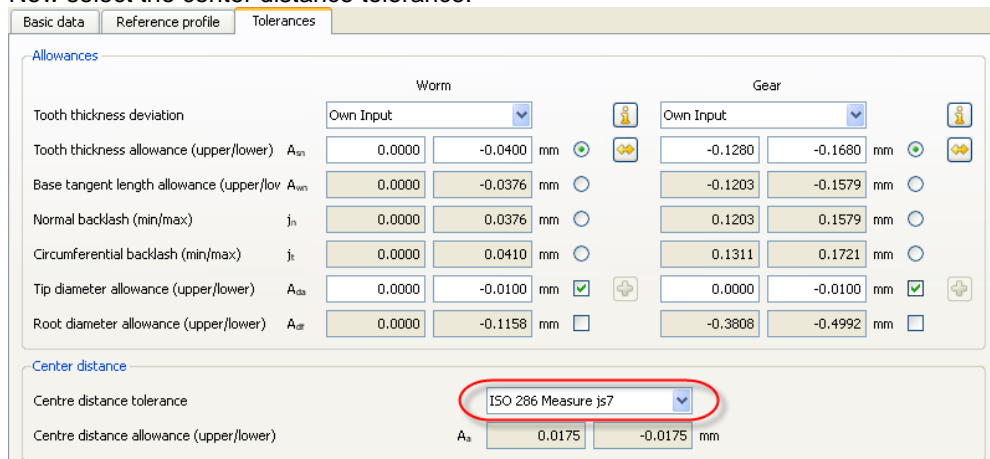 Now select the center distance tolerance.
Basic data Reference profile Tolerances
Allowances
Worm Gear
Tooth thickness deviation Own Input Own Input
Tooth thickness allowance (upper/lower) Asn 0.0000 -0.0400 mm -0.1280 -0.1680 mm
Base tangent length allowance (upper/lov Awn 0.0000 -0.0376 mm -0.1203 -0.1579 mm
Normal backlash (min/max) jn 0.0000 0.0376 mm 0.1203 0.1579 mm
Circumferential backlash (min/max) jt 0.0000 0.0410 mm 0.1311 0.1721 mm
Tip diameter allowance (upper/lower) Ada 0.0000 -0.0100 mm 0.0000 -0.0100 mm
Root diameter allowance (upper/lower) Adf 0.0000 -0.1158 mm -0.3808 -0.4992 mm
Center distance
Centre distance tolerance ISO 286 Measure js7
Centre distance allowance (upper/lower) Aa 0.0175 -0.0175 mm